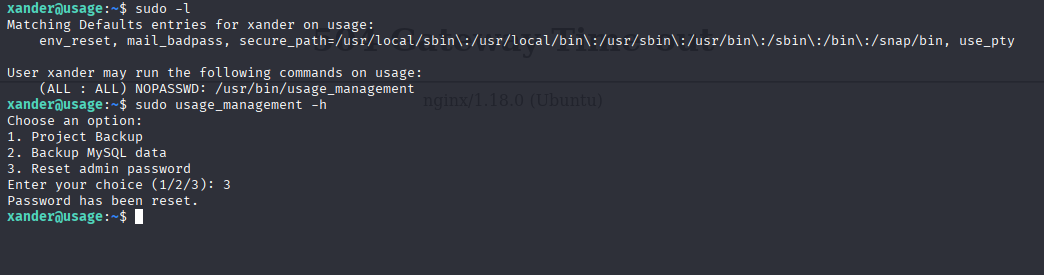 xander@usage:~$ sudo -l
Matching Defaults entries for xander on usage:
    env_reset, mail_badpass, secure_path=/usr/local/sbin\:/usr/local/bin\:/usr/sbin\:/usr/bin\:/sbin\:/bin\:/snap/bin, use_pty
504 Gateway Time-out
User xander may run the following commands on usage:
    (ALL : ALL) NOPASSWD: /usr/bin/usage_management
xander@usage:~$ sudo usage_management -h
nginx/1.18.0 (Ubuntu)
Choose an option:
1. Project Backup
2. Backup MySQL data
3. Reset admin password
Enter your choice (1/2/3): 3
Password has been reset.
xander@usage:~$